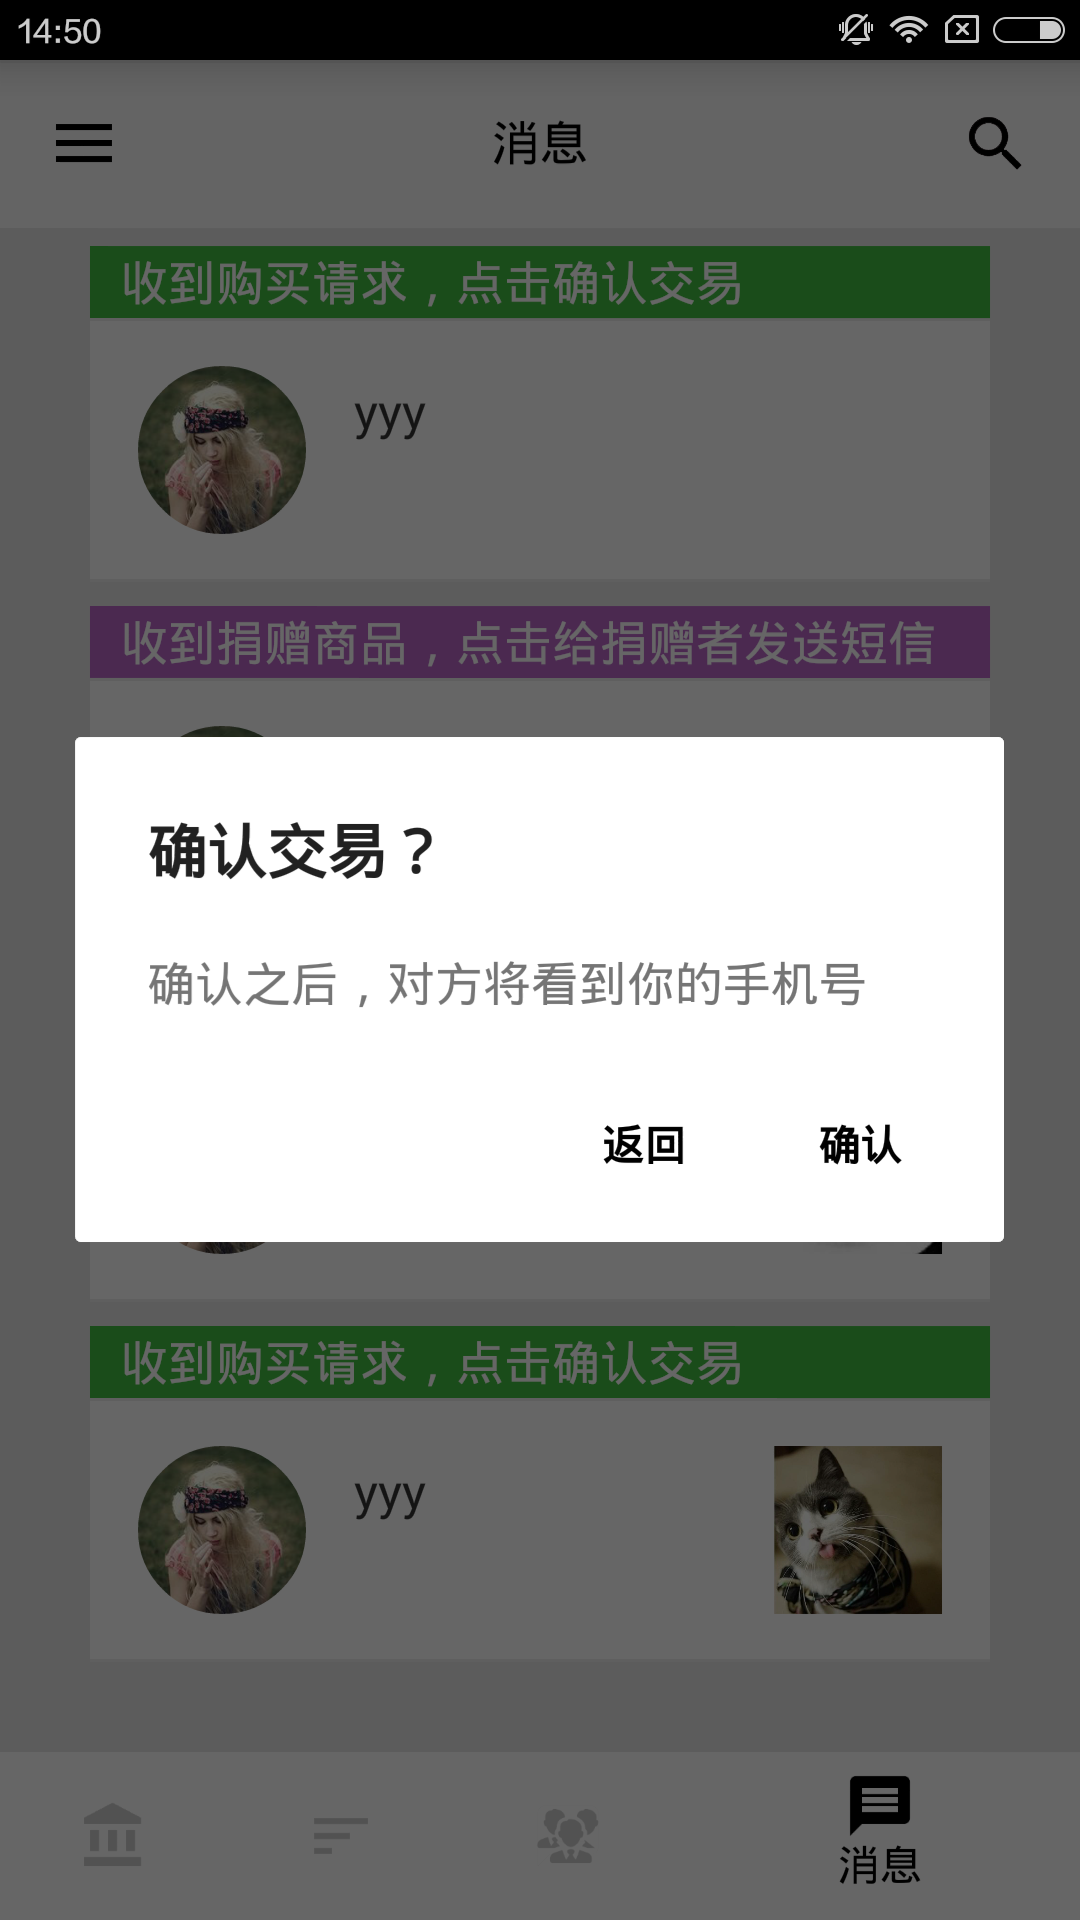 14:50
消息
收到购买请求，点击确认交易
yyy
收到捐赠商品，点击给捐赠者发送短信
确认交易？
确认之后，对方将看到你的手机号
返回 确认
收到购买请求，点击确认交易
yyy
消息